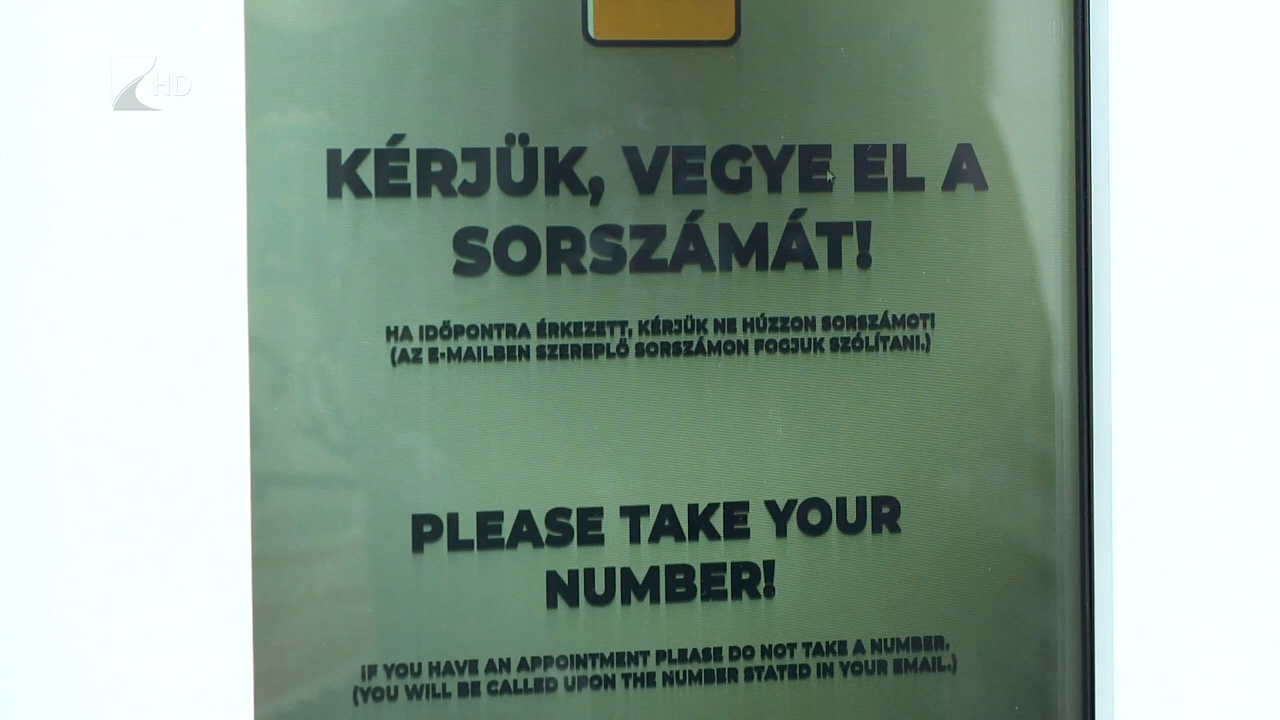 HD
KÉRJÜK, VEGYE EL A
SORSZÁMÁT!
HA IDŐPONTRA ÉRKEZETT, KÉRJÜK NE HÚZZON SORSZÁMOT!
(AZ E-MAILBEN SZEREPLŐ SORSZÁMON FOGJUK SZÓLÍTANI.)
PLEASE TAKE YOUR
NUMBER!
IF YOU HAVE AN APPOINTMENT PLEASE DO NOT TAKE A NUMBER.
(YOU WILL BE CALLED UPON THE NUMBER STATED IN YOUR EMAIL.)